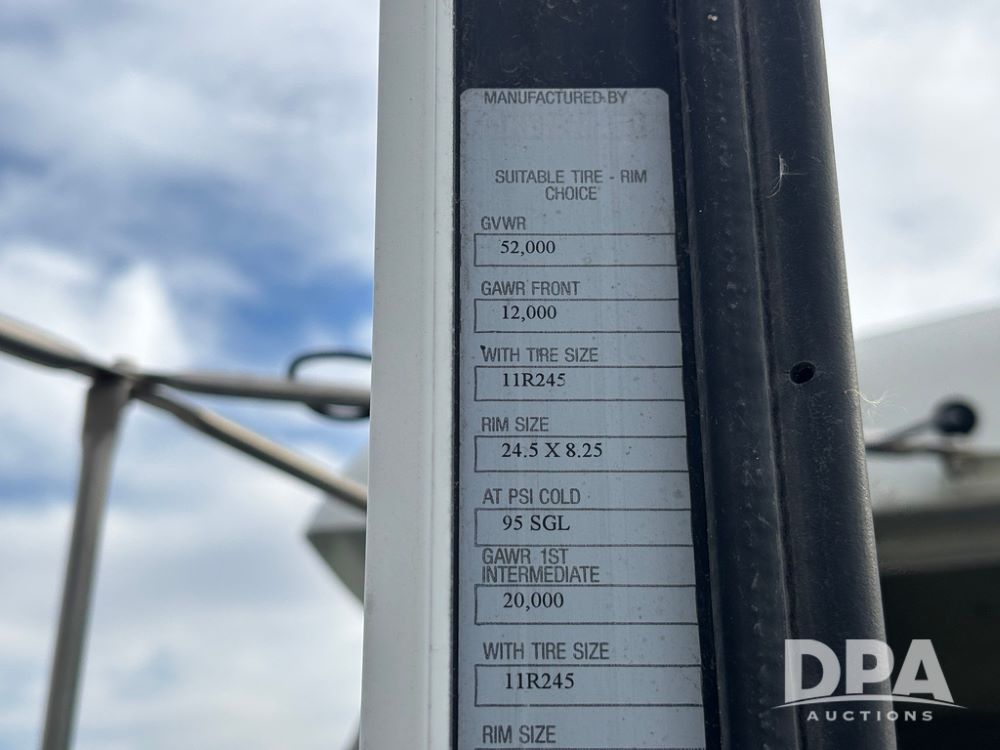 MANUFACTURED BY
SUITABLE TIRE - RIM
CHOICE
GVWR
52,000
GAWR FRONT
12,000
WITH TIRE SIZE
11R245
RIM SIZE
24.5 X 8.25
AT PSI COLD
95 SGL
GAWR 1ST
INTERMEDIATE
20,000
WITH TIRE SIZE
11R245
RIM SIZE
DPA
AUCTIONS